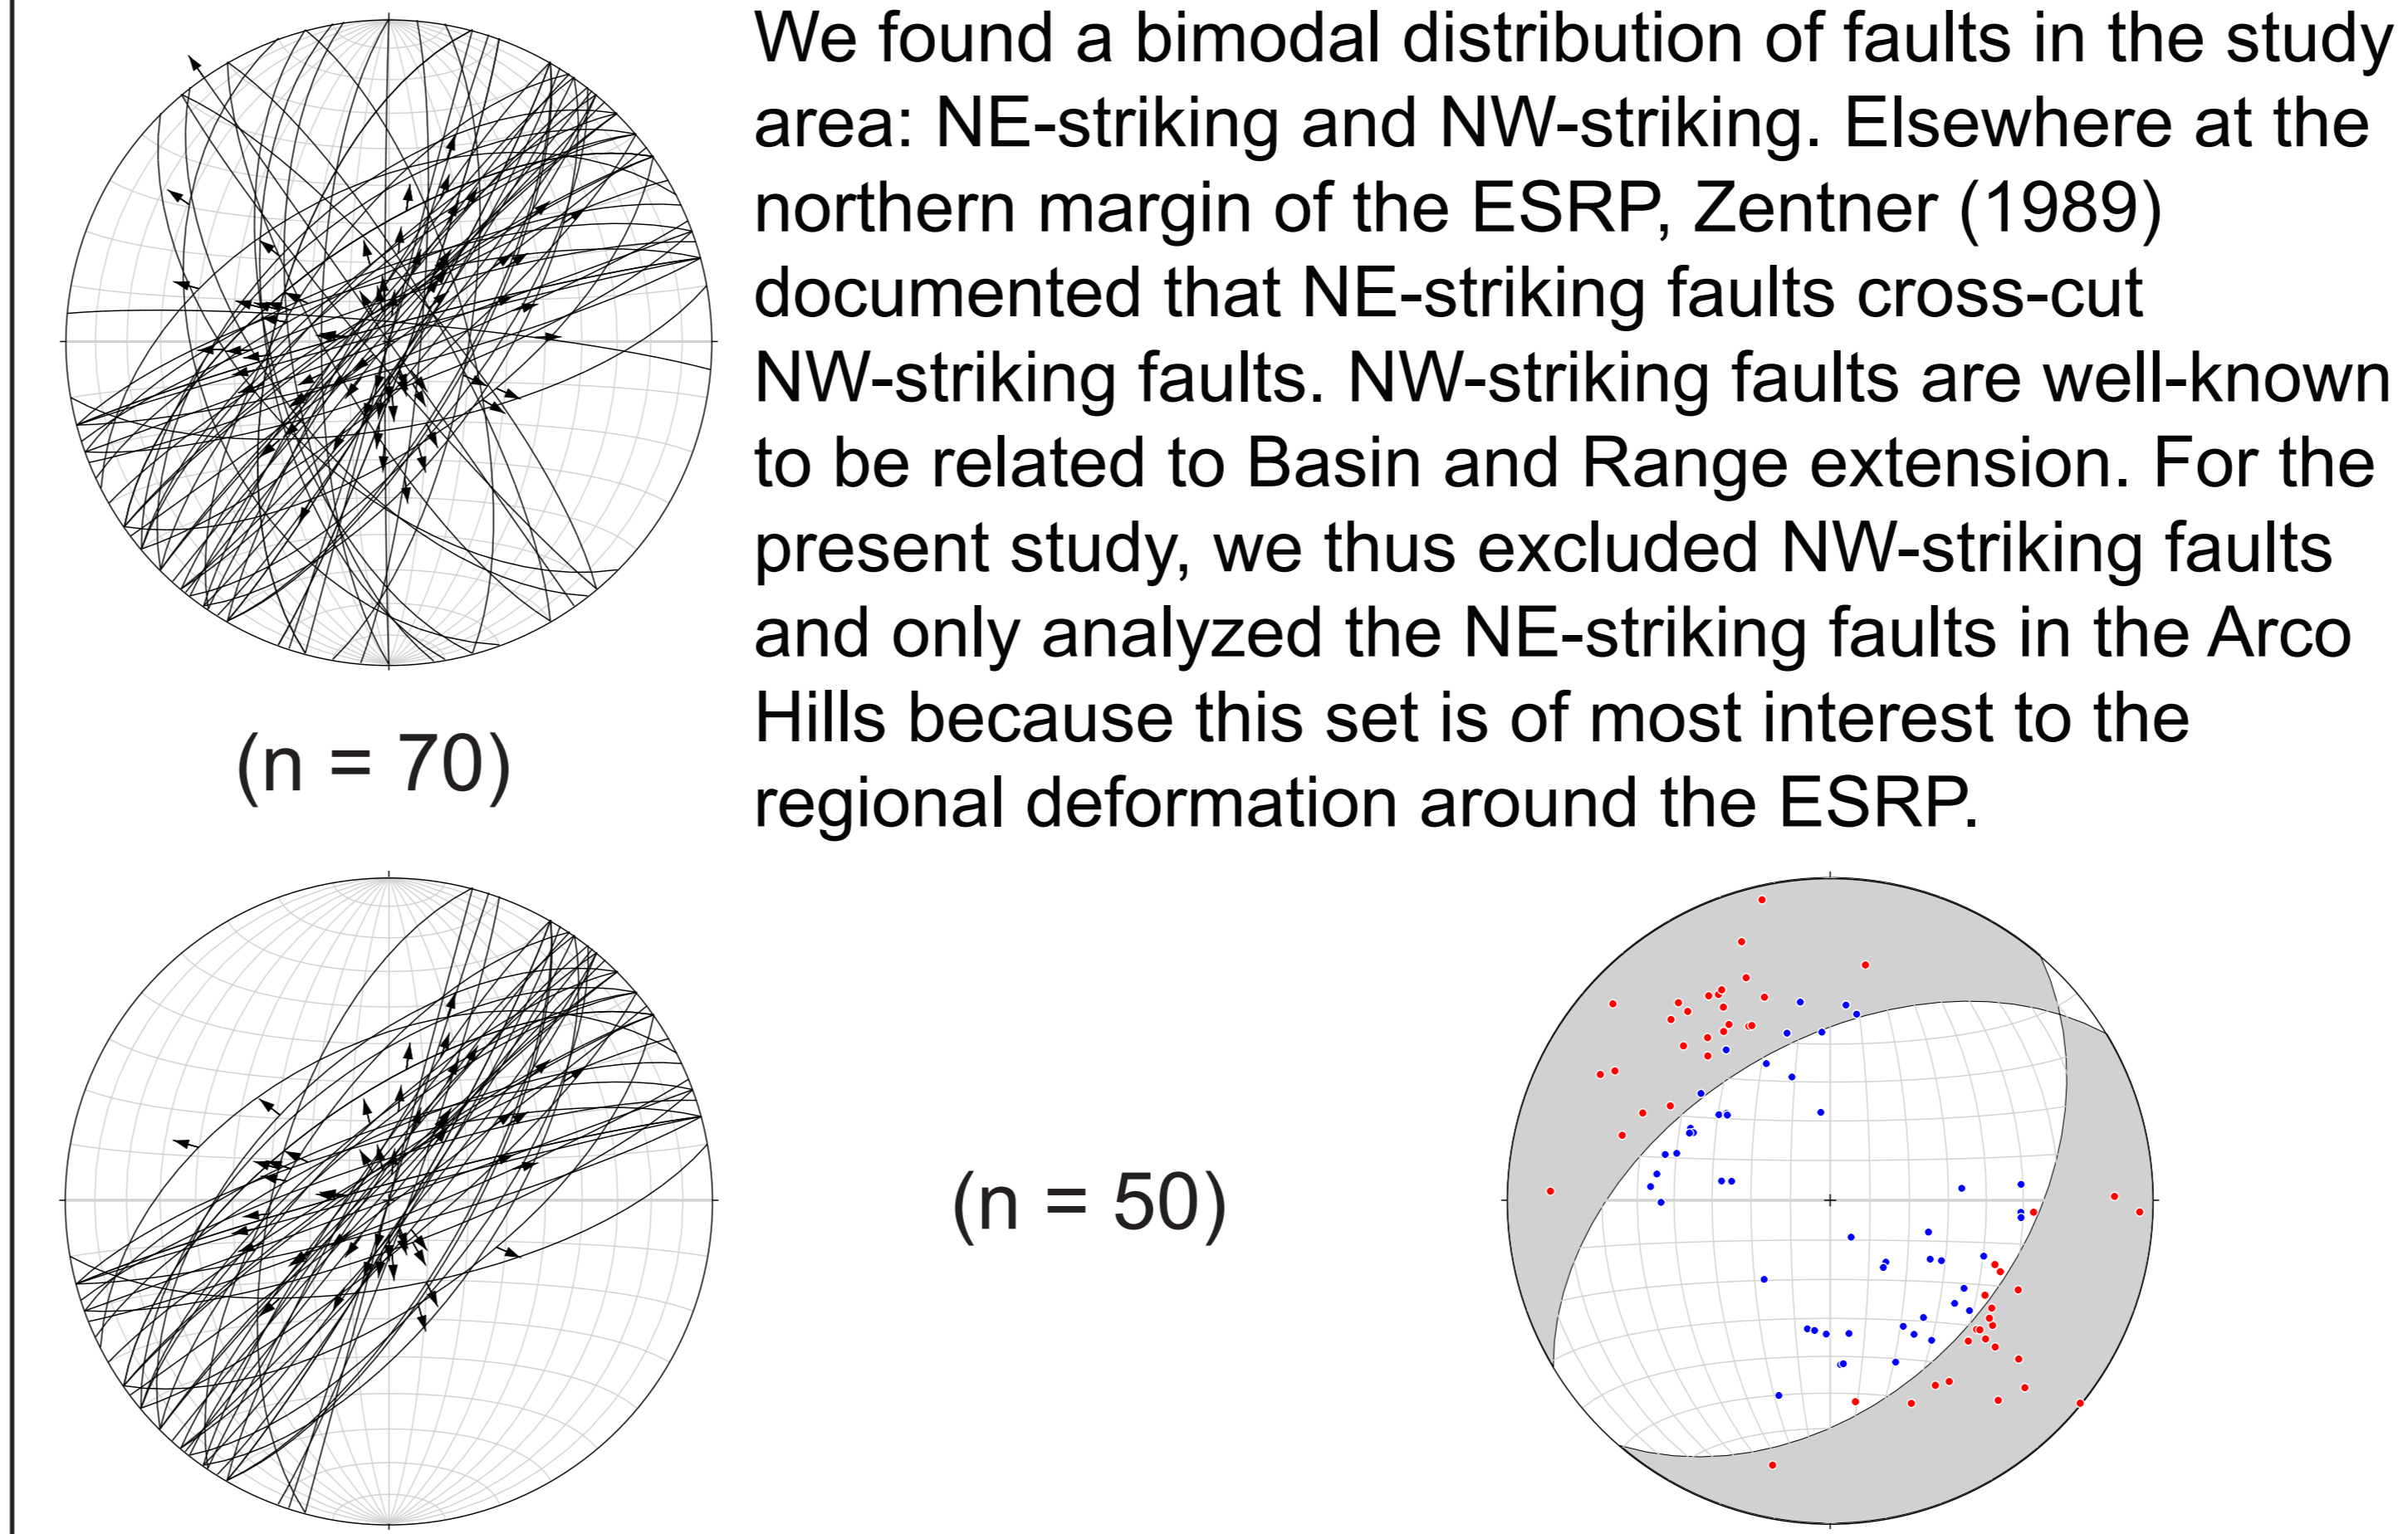 We found a bimodal distribution of faults in the study
area: NE-striking and NW-striking. Elsewhere at the
northern margin of the ESRP, Zentner (1989)
documented that NE-striking faults cross-cut
NW-striking faults. NW-striking faults are well-known
to be related to Basin and Range extension. For the
present study, we thus excluded NW-striking faults
and only analyzed the NE-striking faults in the Arco
Hills because this set is of most interest to the
regional deformation around the ESRP.
(n = 70)
(n = 50)